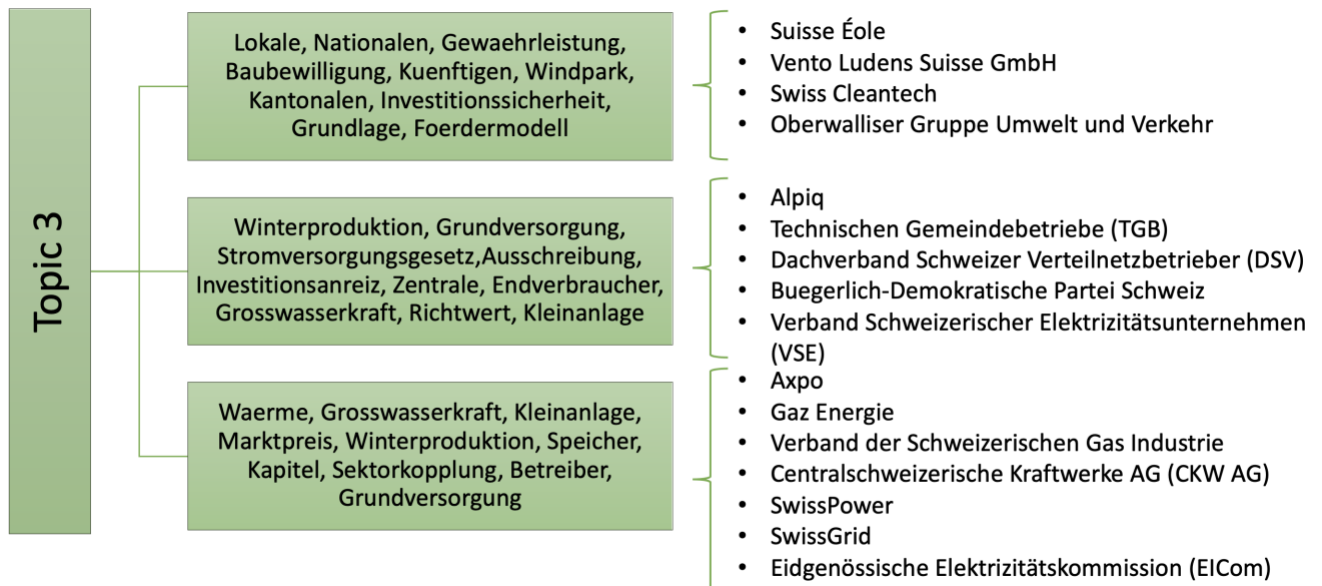 Topic 3
Lokale, Nationalen, Gewaehrleistung,
Baubewilligung, Kuenftigen, Windpark,
Kantonalen, Investitionssicherheit,
Grundlage, Foerdermodell
• Suisse Éole
• Vento Ludens Suisse GmbH
• Swiss Cleantech
• Oberwalliser Gruppe Umwelt und Verkehr
Winterproduktion, Grundversorgung,
Stromversorgungsgesetz,Ausschreibung,
Investitionsanreiz, Zentrale, Endverbraucher,
Grosswasserkraft, Richtwert, Kleinanlage
• Alpiq
• Technischen Gemeindebetriebe (TGB)
• Dachverband Schweizer Verteilnetzbetrieber (DSV)
• Buegerlich-Demokratische Partei Schweiz
• Verband Schweizerischer Elektrizitätsunternehmen
(VSE)
Waerme, Grosswasserkraft, Kleinanlage,
Marktpreis, Winterproduktion, Speicher,
Kapitel, Sektorkopplung, Betreiber,
Grundversorgung
• Axpo
• Gaz Energie
• Verband der Schweizerischen Gas Industrie
• Centralschweizerische Kraftwerke AG (CKW AG)
• SwissPower
• SwissGrid
• Eidgenössische Elektrizitätskommission (EICom)